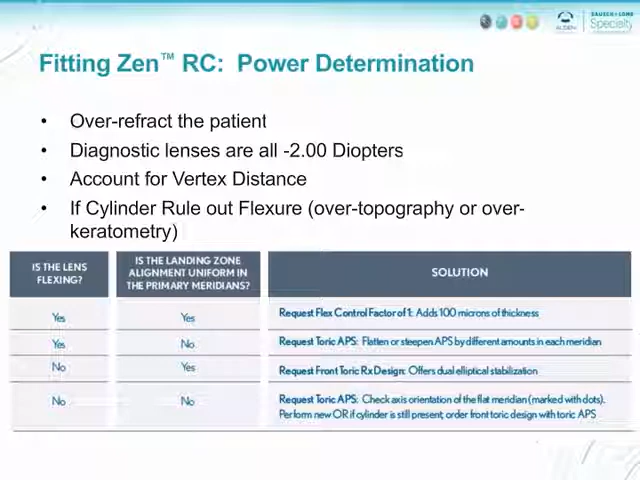 ALDEN
BAUSCH + LOMB
Specialty
Fitting Zen™ RC: Power Determination
• Over-refract the patient
• Diagnostic lenses are all -2.00 Diopters
• Account for Vertex Distance
• If Cylinder Rule out Flexure (over-topography or over-
keratometry)
IS THE LENS
FLEXING?
IS THE LANDING ZONE
ALIGNMENT UNIFORM IN
THE PRIMARY MERIDIANS?
SOLUTION
Yes
Yes
Request Flex Control Factor of 1: Adds 100 microns of thickness
Yes
No
Request Toric APS: Flatten or steepen APS by different amounts in each meridian
No
Yes
Request Front Toric Rx Design: Offers dual elliptical stabilization
No
No
Request Toric APS: Check axis orientation of the flat meridian (marked with dots).
Perform new OR if cylinder is still present, order front toric design with toric APS